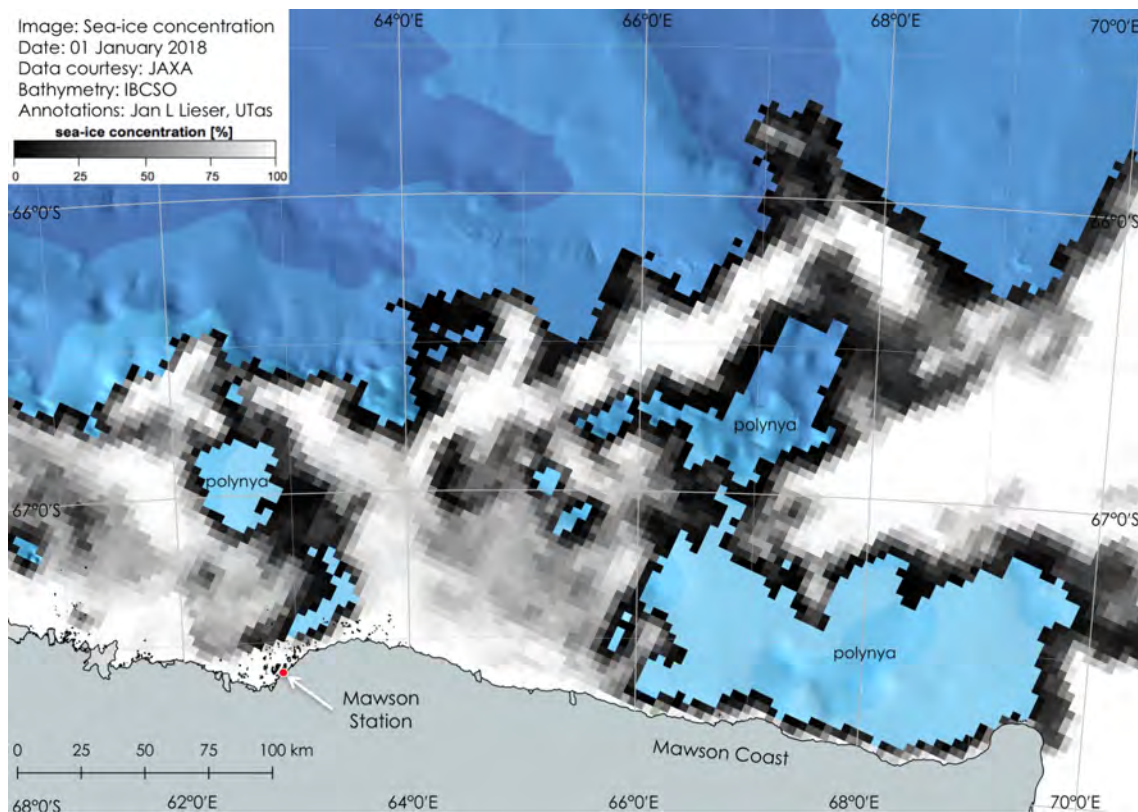 Image: Sea-ice concentration
Date: 01 January 2018
Data courtesy: JAXA
Bathymetry: IBCSO
Annotations: Jan L Lieser, UTas
sea-ice concentration [%]
0 25 50 75 100
64°0'E 66°0'E 68°0'E 70°0'E
66°0'S 66°0'S
polynya
polynya
67°0'S 67°0'S
polynya
Mawson
Station
Mawson Coast
0 25 50 75 100 km
68°0'S 62°0'E 64°0'E 66°0'E 68°0'E 70°0'E